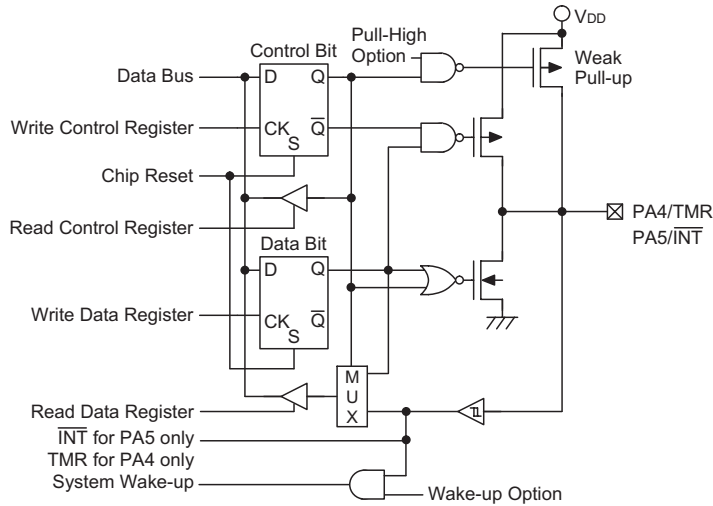 VDD
Pull-High
Option
Control Bit
Weak
Pull-up
Data Bus
D
Q
Write Control Register
CK
Q̅
S
Chip Reset
PA4/TMR
PA5/I̅N̅T̅
Read Control Register
Data Bit
D
Q
Write Data Register
CK
Q̅
S
M
U
X
Read Data Register
I̅N̅T̅ for PA5 only
TMR for PA4 only
System Wake-up
Wake-up Option